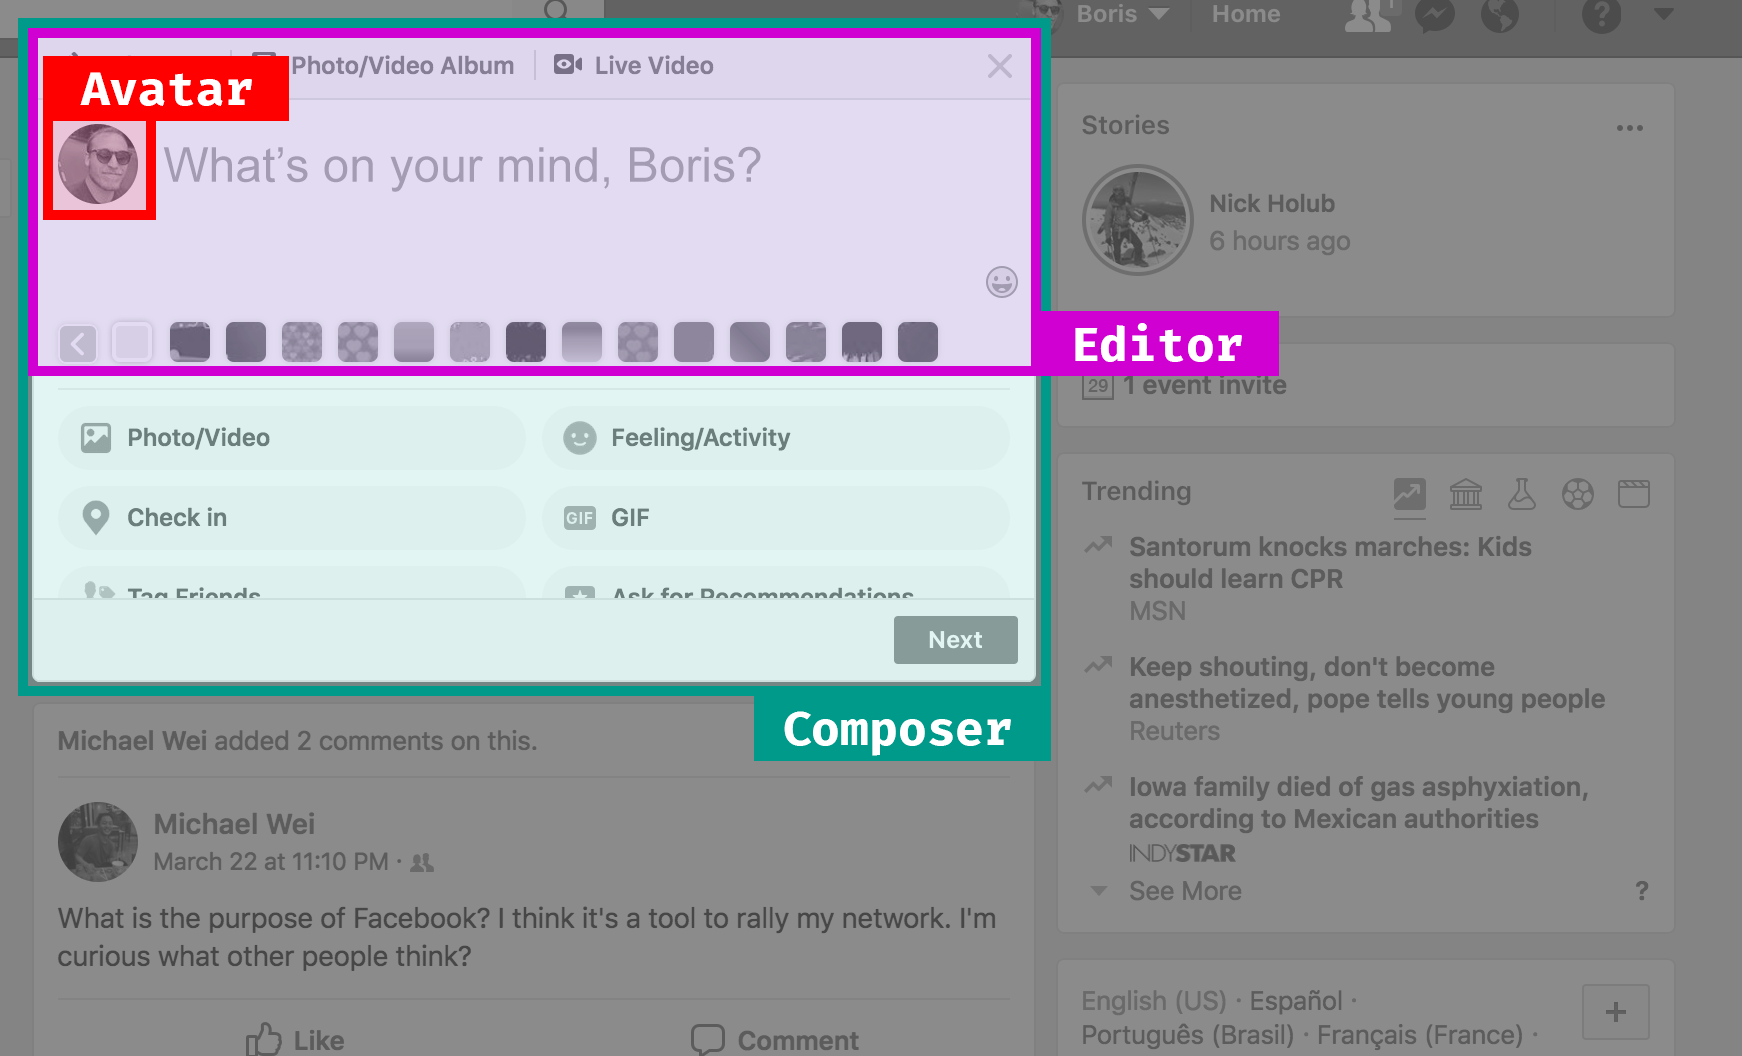 Boris
Home
1
Photo/Video Album
Live Video
Avatar
What's on your mind, Boris?
Editor
Photo/Video
Feeling/Activity
Check in
GIF GIF
Tag Friends
Ask for Recommendations
Next
Composer
Michael Wei added 2 comments on this.
Michael Wei
March 22 at 11:10 PM ·
What is the purpose of Facebook? I think it's a tool to rally my network. I'm
curious what other people think?
Like
Comment
Stories
Nick Holub
6 hours ago
29 1 event invite
Trending
Santorum knocks marches: Kids
should learn CPR
MSN
Keep shouting, don't become
anesthetized, pope tells young people
Reuters
Iowa family died of gas asphyxiation,
according to Mexican authorities
INDYSTAR
See More
?
English (US) · Español ·
Português (Brasil) · Français (France) ·